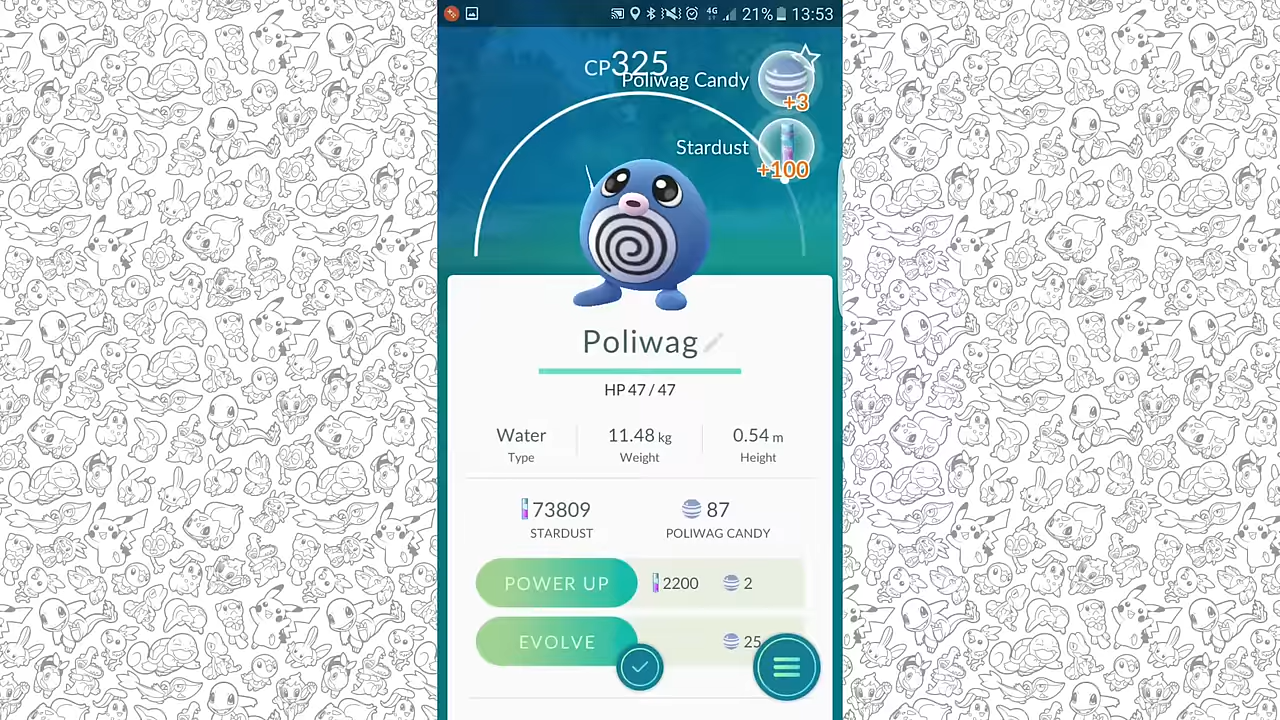 4G 21% 13:53
CP325
Poliwag Candy
+3
Stardust
+100
Poliwag
HP 47 / 47
Water 11.48 kg 0.54 m
Type Weight Height
73809 87
STARDUST POLIWAG CANDY
POWER UP 2200 2
EVOLVE 25